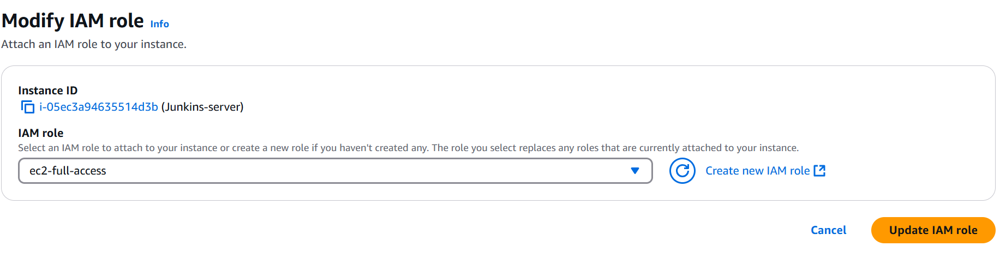 Modify IAM role Info
Attach an IAM role to your instance.
Instance ID
i-05ec3a94635514d3b (Junkins-server)
IAM role
Select an IAM role to attach to your instance or create a new role if you haven't created any. The role you select replaces any roles that are currently attached to your instance.
ec2-full-access Create new IAM role
Cancel Update IAM role